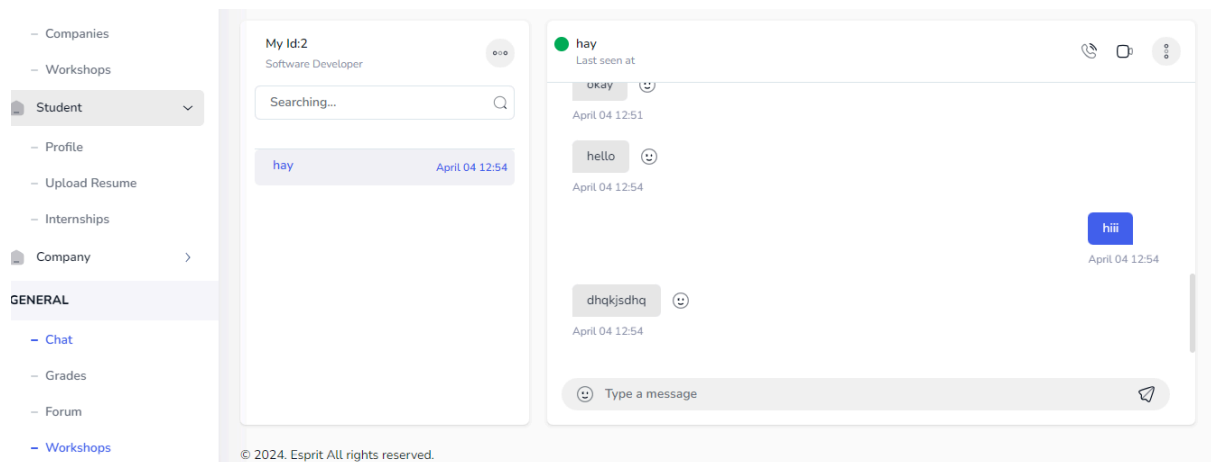 Companies
Workshops
Student
Profile
Upload Resume
Internships
Company
GENERAL
Chat
Grades
Forum
Workshops
My Id:2
Software Developer
Searching...
hay
April 04 12:54
hay
Last seen at
okay
April 04 12:51
hello
April 04 12:54
hiii
April 04 12:54
dhqkjsdhq
April 04 12:54
Type a message
© 2024. Esprit All rights reserved.